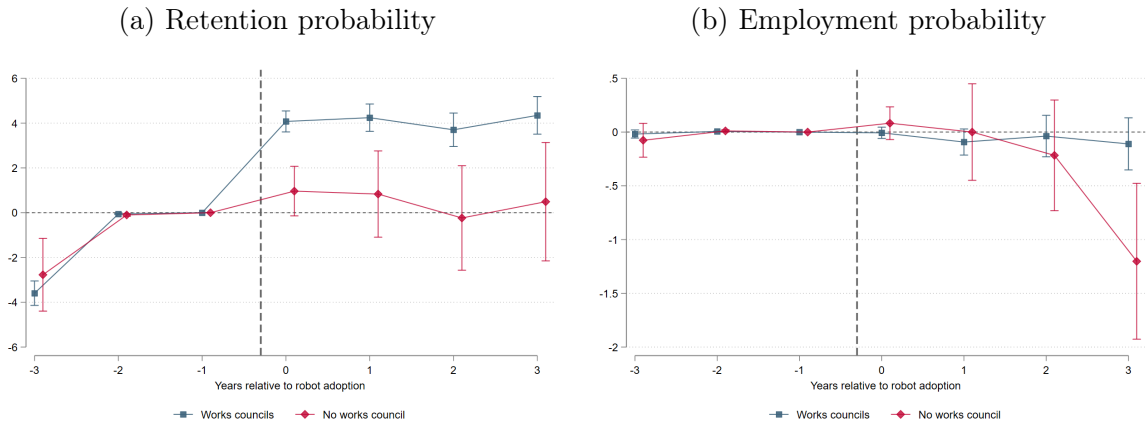 (a) Retention probability
6
4
2
0
-2
-4
-6
-3 -2 -1 0 1 2 3
Years relative to robot adoption
Works councils No works council
(b) Employment probability
.5
0
-.5
-1
-1.5
-2
-3 -2 -1 0 1 2 3
Years relative to robot adoption
Works councils No works council